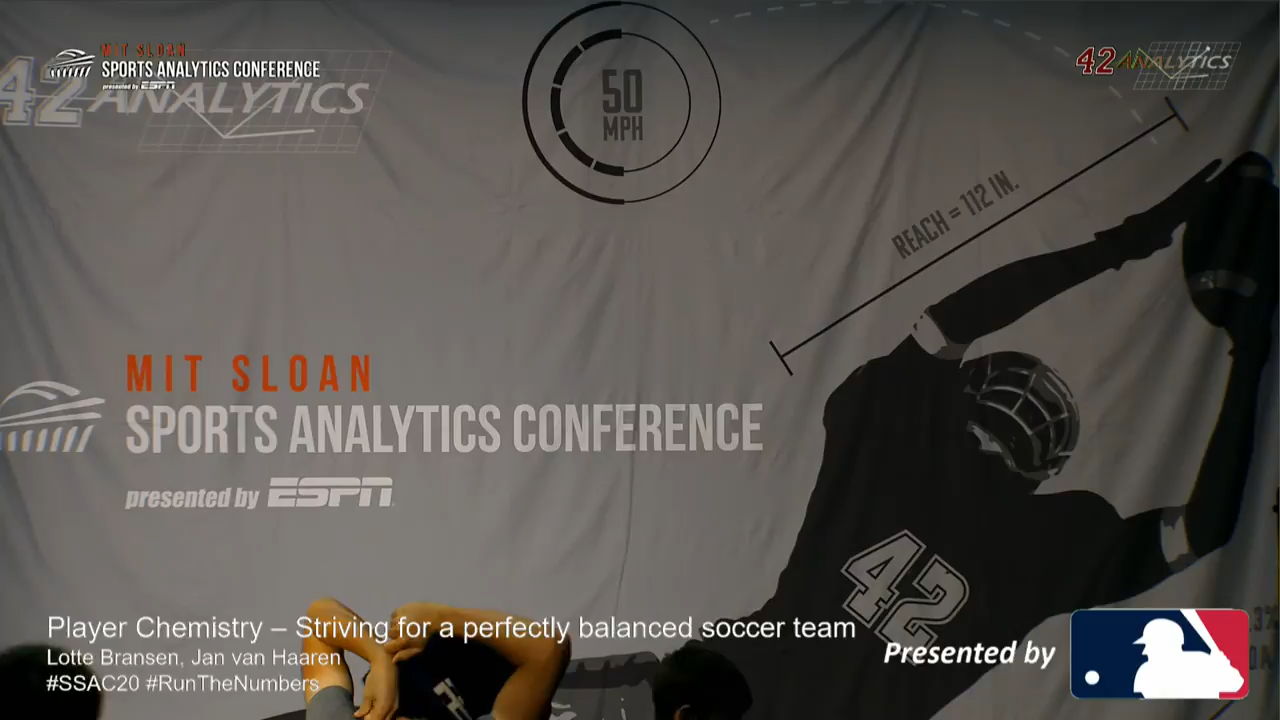 MIT SLOAN
SPORTS ANALYTICS CONFERENCE
presented by ESPN
42 ANALYTICS
42 ANALYTICS
50
MPH
REACH = 112 IN.
MIT SLOAN
SPORTS ANALYTICS CONFERENCE
presented by ESPN
42
Player Chemistry – Striving for a perfectly balanced soccer team
Lotte Bransen, Jan van Haaren
#SSAC20 #RunTheNumbers
Presented by